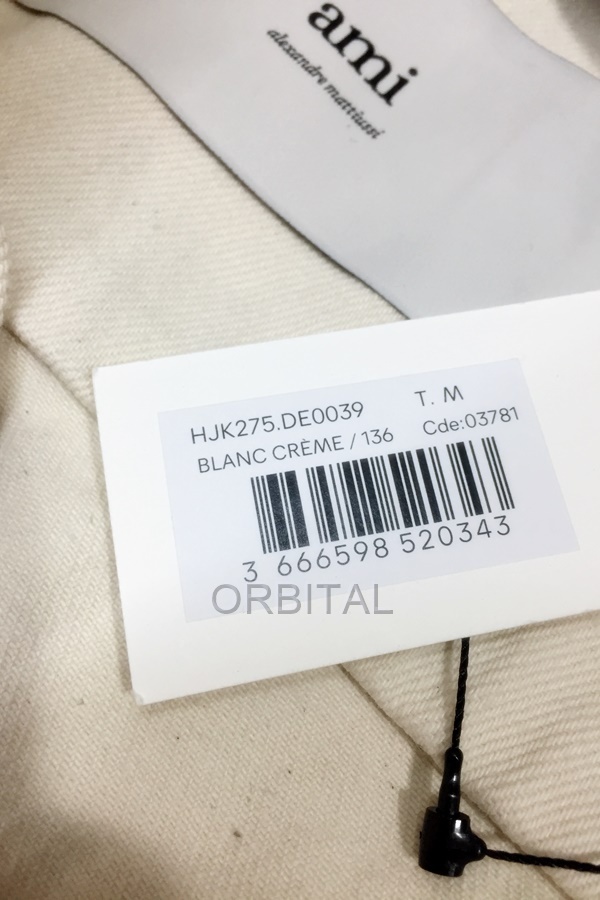 ami
alexandre mattiussi
HJK275.DE0039 T. M
BLANC CRÈME / 136 Cde:03781
3 666598 520343
ORBITAL